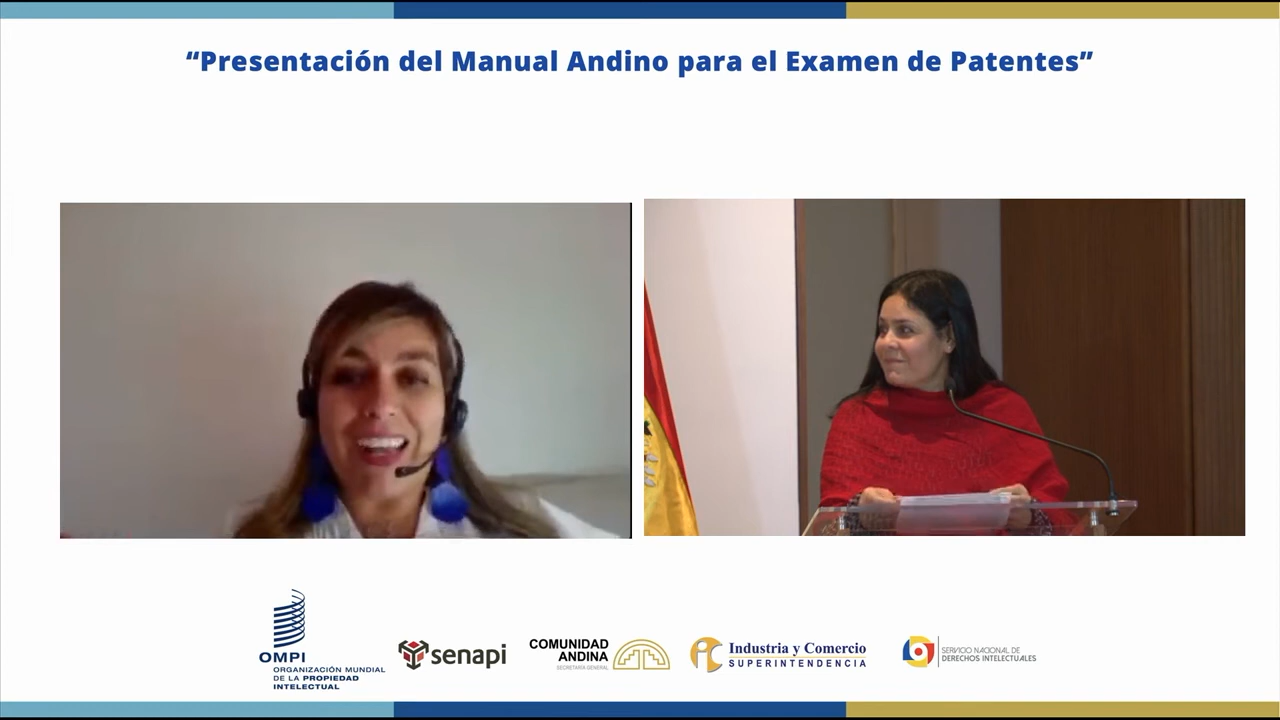 “Presentación del Manual Andino para el Examen de Patentes”
OMPI
ORGANIZACIÓN MUNDIAL
DE LA PROPIEDAD
INTELECTUAL
senapi
COMUNIDAD
ANDINA
SECRETARÍA GENERAL
Industria y Comercio
SUPERINTENDENCIA
SERVICIO NACIONAL DE
DERECHOS INTELECTUALES